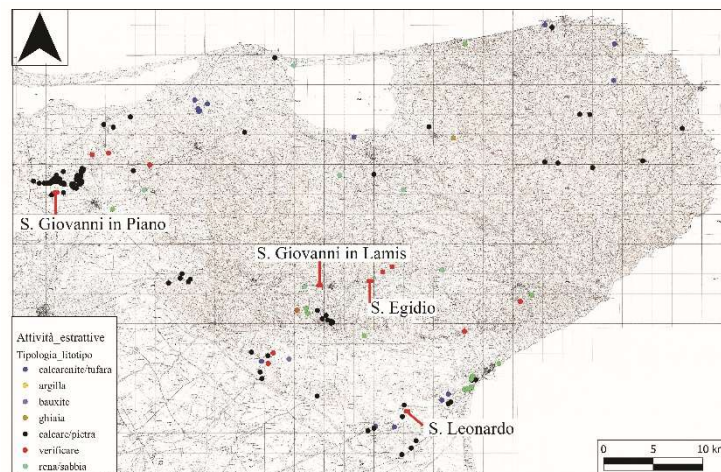 S. Giovanni in Piano
S. Giovanni in Lamis
S. Egidio
S. Leonardo
Attività_estrattive
Tipologia_litotipo
calcarenite/tufara
argilla
bauxite
ghiaia
calcare/pietra
verificare
rena/sabbia
0 5 10 km